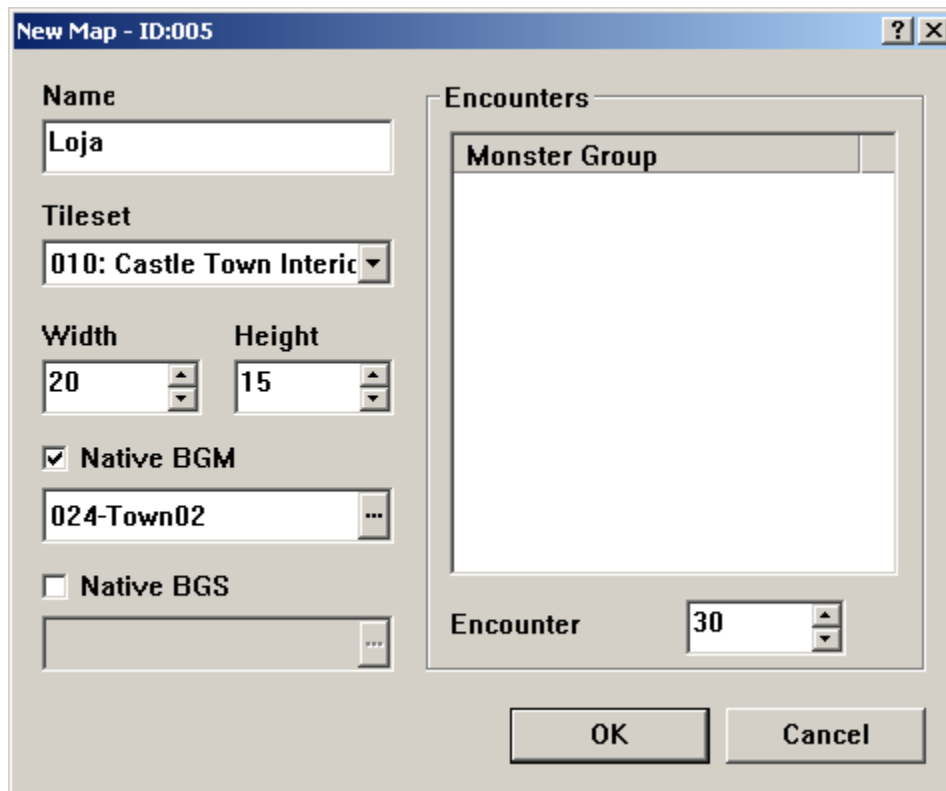 New Map - ID:005
Name
Loja
Tileset
010: Castle Town Interic
Width Height
20 15
Native BGM
024-Town02
...
Native BGS
...
Encounters
Monster Group
Encounter
30
OK Cancel